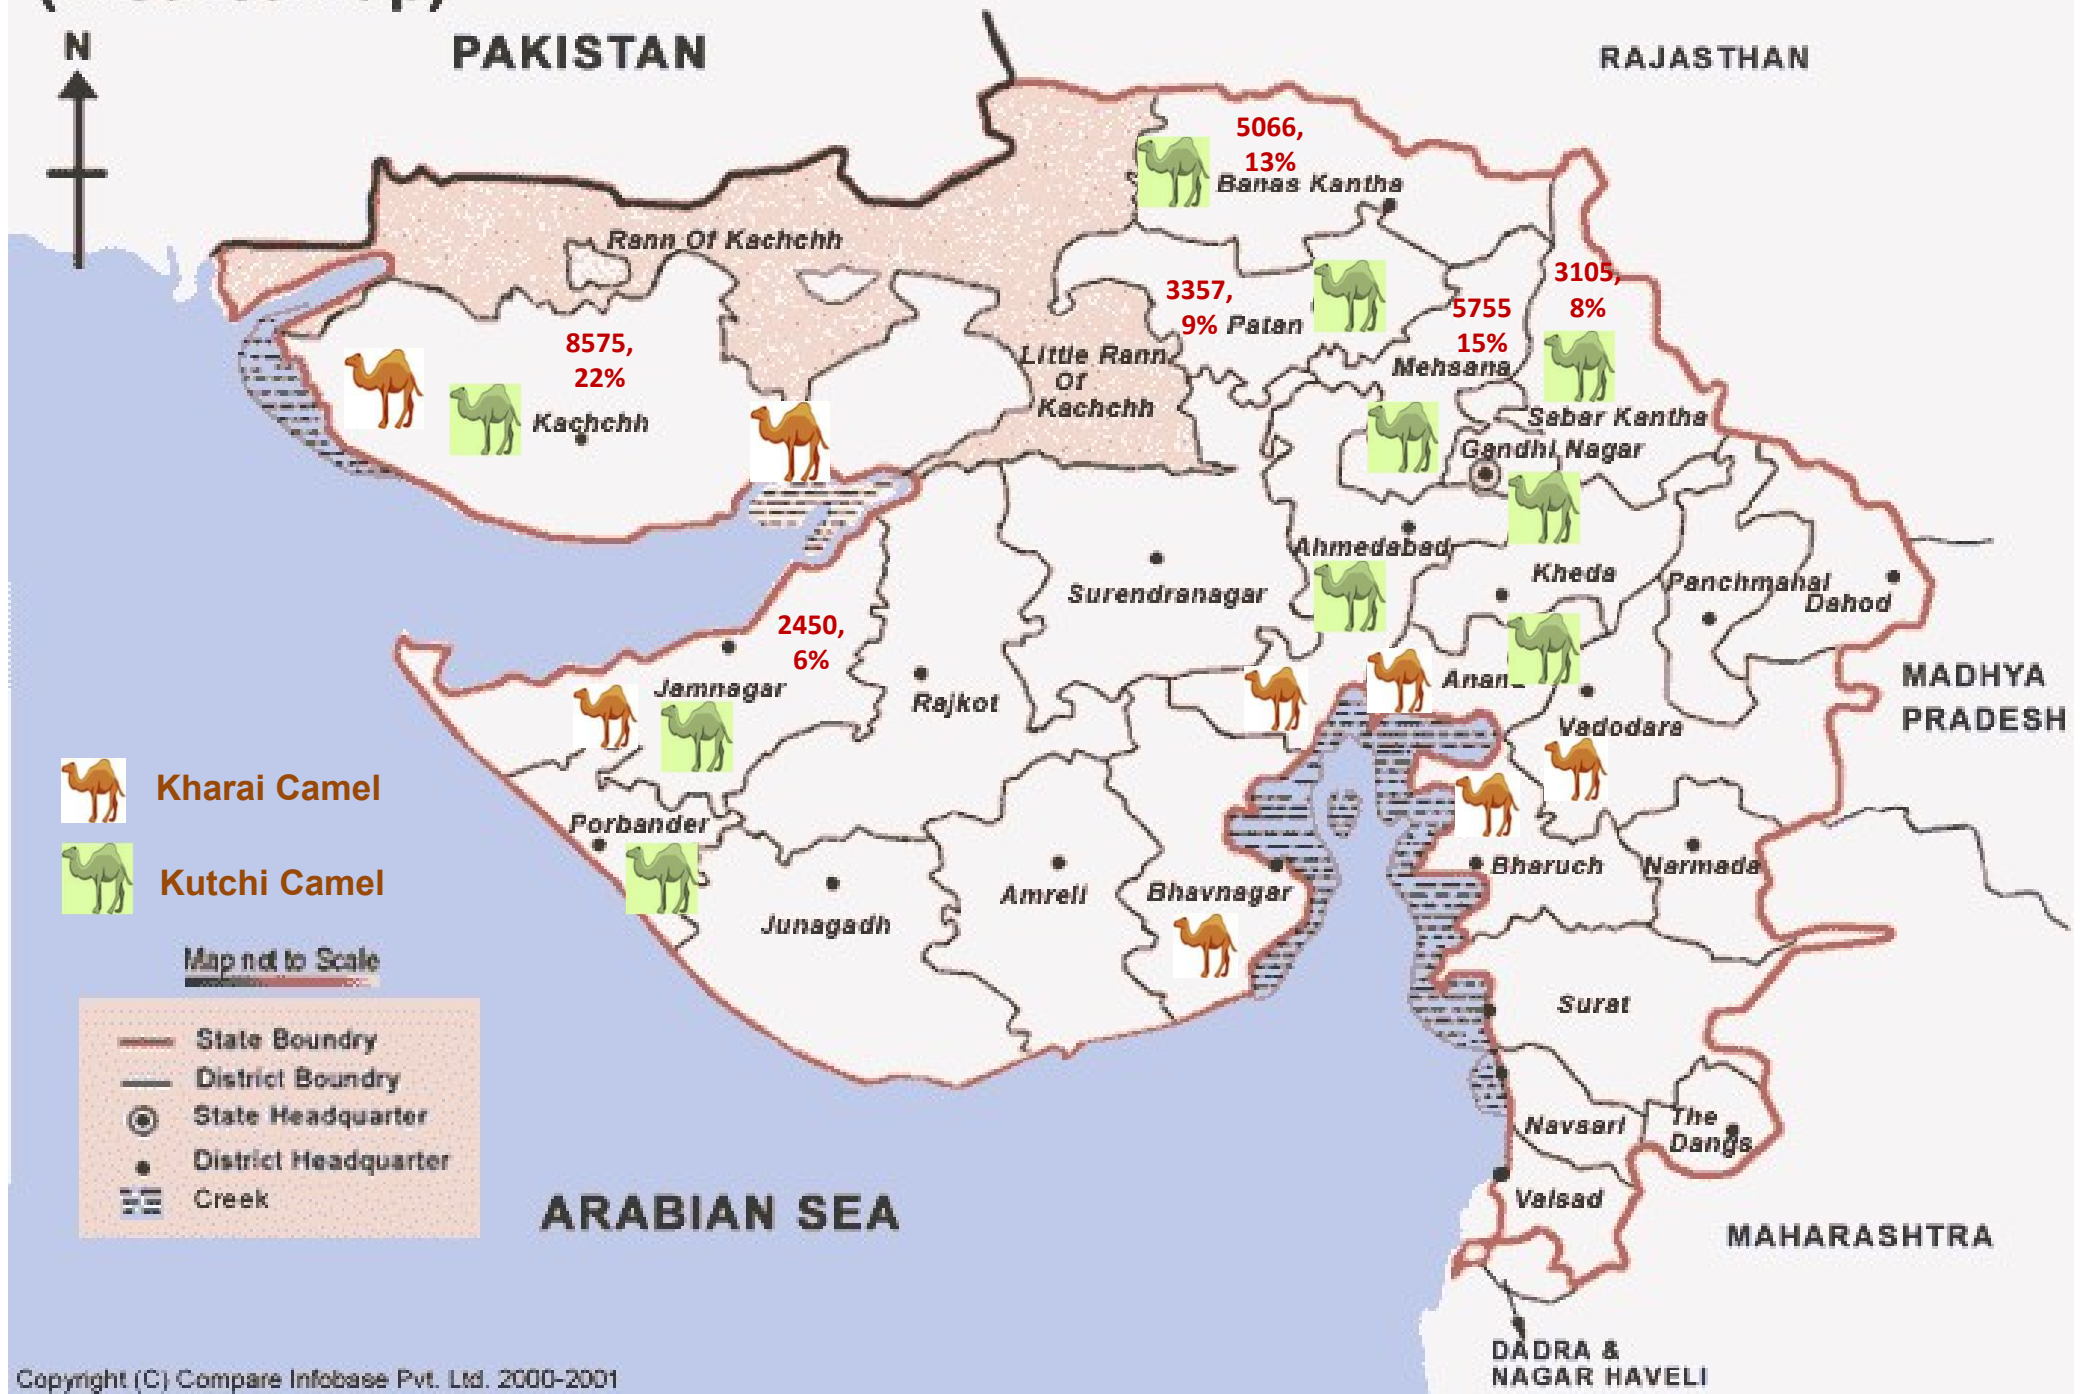 N
PAKISTAN
RAJASTHAN
5066,
13%
Banas Kantha
Rann Of Kachchh
3105,
8%
3357,
9% Patan
5755
15%
Mehsana
8575,
22%
Little Rann
Of
Kachchh
Kachchh
Sabar Kantha
Gandhi Nagar
Ahmedabad
Kheda
Panchmahal
Dahod
Surendranagar
2450,
6%
Jamnagar
Rajkot
Anand
MADHYA
PRADESH
Vadodara
Kharai Camel
Porbander
Bharuch
Narmada
Kutchi Camel
Junagadh
Amreli
Bhavnagar
Map not to Scale
Surat
State Boundry
District Boundry
State Headquarter
District Headquarter
Creek
Navsari
The
Dangs
Valsad
ARABIAN SEA
MAHARASHTRA
DADRA &
NAGAR HAVELI
Copyright (C) Compare Infobase Pvt. Ltd. 2000-2001